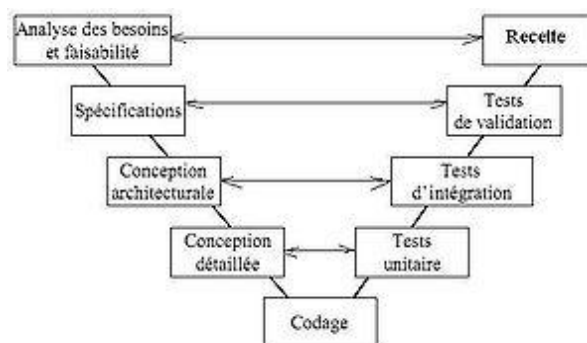 Analyse des besoins
et faisabilité
Recette
Spécifications
Tests
de validation
Conception
architecturale
Tests
d'intégration
Conception
détaillée
Tests
unitaire
Codage